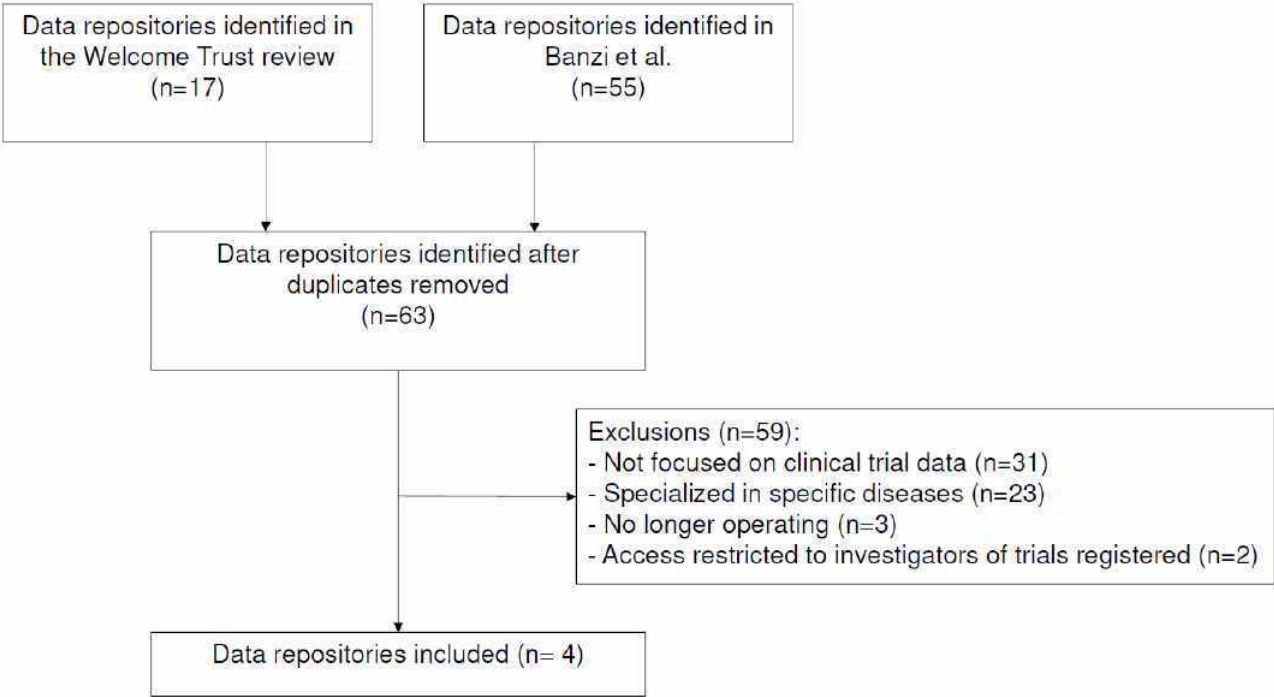 Data repositories identified in
the Welcome Trust review
(n=17)
Data repositories identified in
Banzi et al.
(n=55)
Data repositories identified after
duplicates removed
(n=63)
Exclusions (n=59):
- Not focused on clinical trial data (n=31)
- Specialized in specific diseases (n=23)
- No longer operating (n=3)
- Access restricted to investigators of trials registered (n=2)
Data repositories included (n= 4)